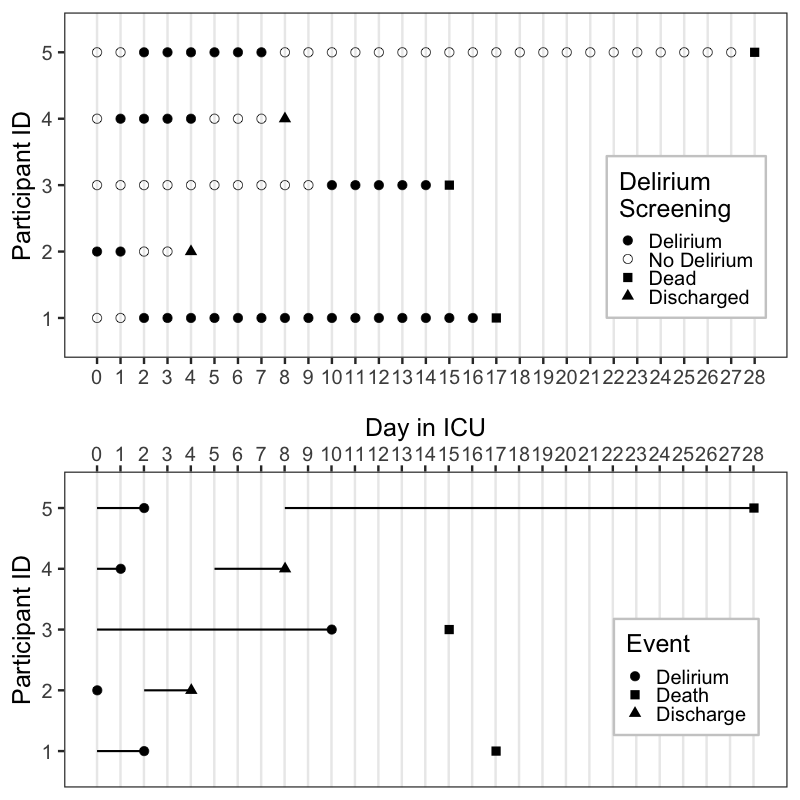 Participant ID
5
4
3
2
1
Delirium
Screening
Delirium
No Delirium
Dead
Discharged
0 1 2 3 4 5 6 7 8 9 10 11 12 13 14 15 16 17 18 19 20 21 22 23 24 25 26 27 28
Day in ICU
0 1 2 3 4 5 6 7 8 9 10 11 12 13 14 15 16 17 18 19 20 21 22 23 24 25 26 27 28
Participant ID
5
4
3
2
1
Event
Delirium
Death
Discharge